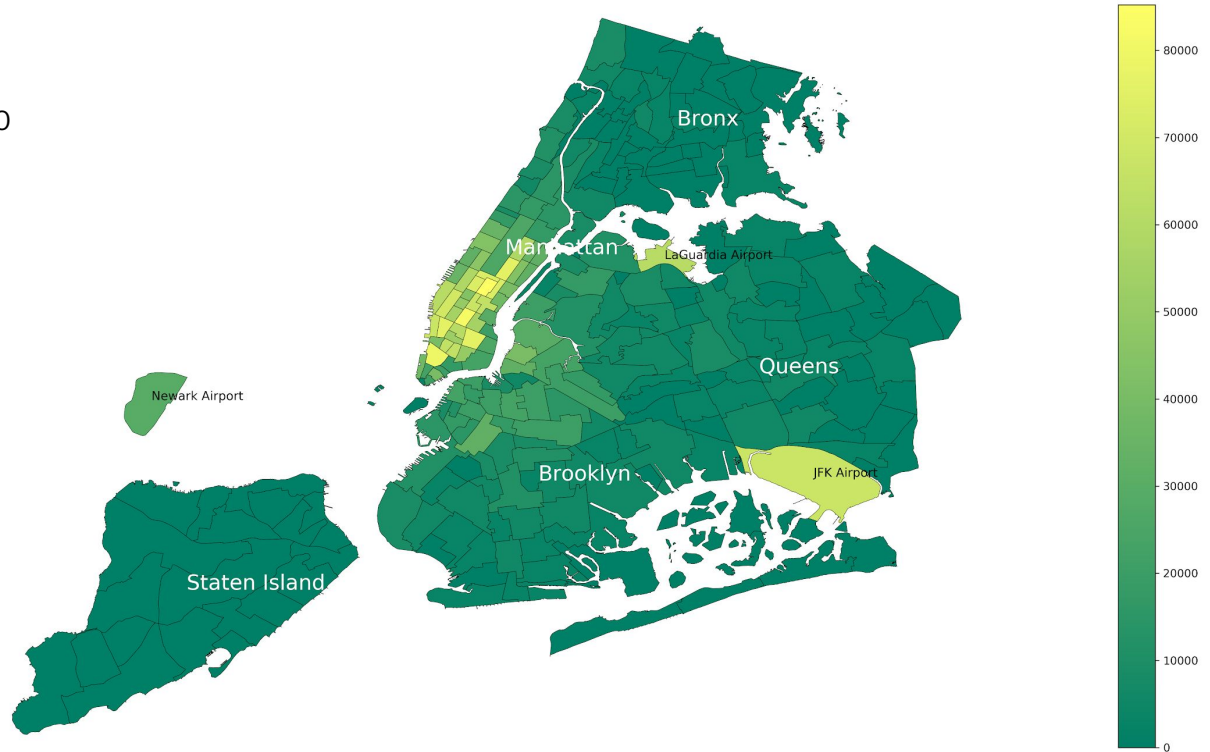 0
Bronx
Manhattan
LaGuardia Airport
Queens
Newark Airport
Brooklyn
JFK Airport
Staten Island
80000
70000
60000
50000
40000
30000
20000
10000
0